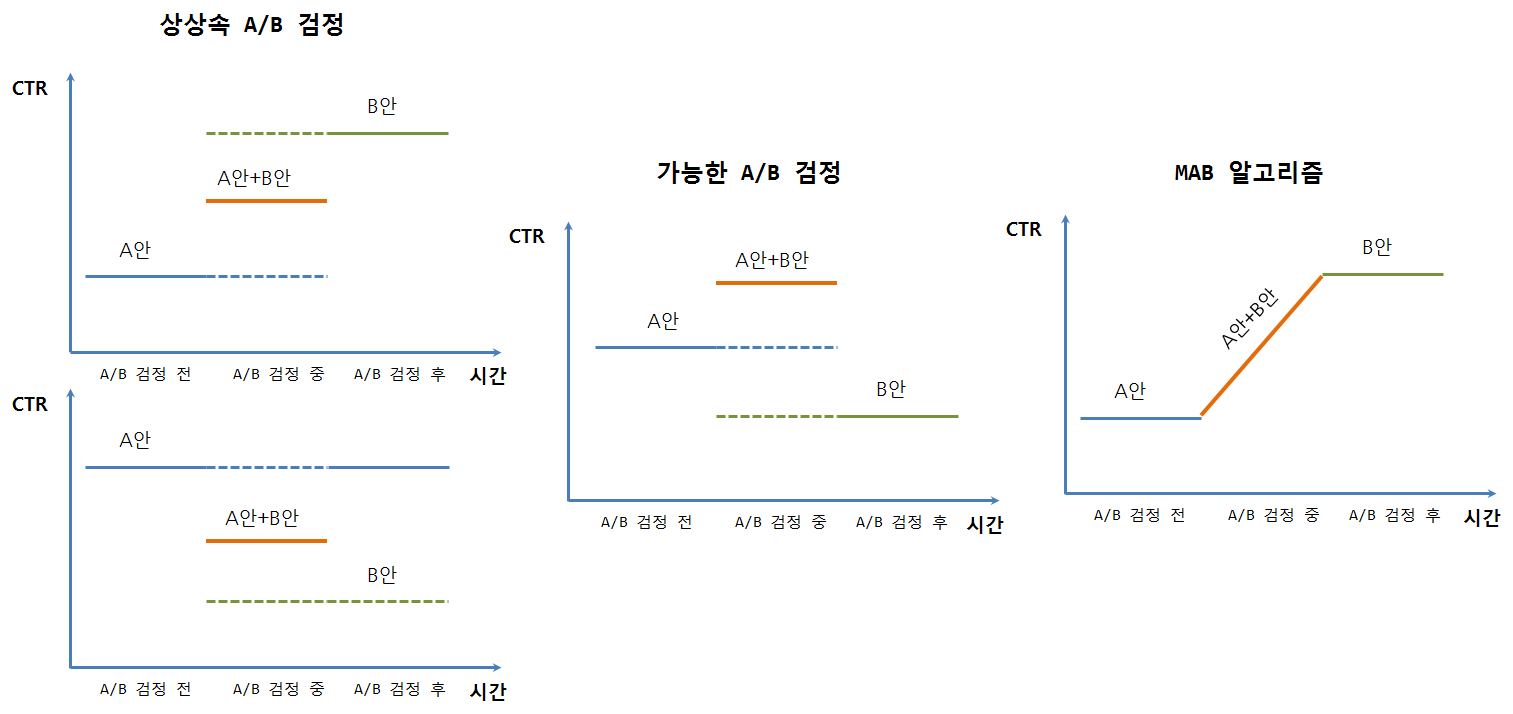 상상속 A/B 검정
CTR
B안
A안+B안
A안
A/B 검정 전
A/B 검정 중
A/B 검정 후
시간
CTR
A안
A안+B안
B안
A/B 검정 전
A/B 검정 중
A/B 검정 후
시간
가능한 A/B 검정
CTR
A안+B안
A안
B안
A/B 검정 전
A/B 검정 중
A/B 검정 후
시간
MAB 알고리즘
CTR
B안
A안+B안
A안
A/B 검정 전
A/B 검정 중
A/B 검정 후
시간